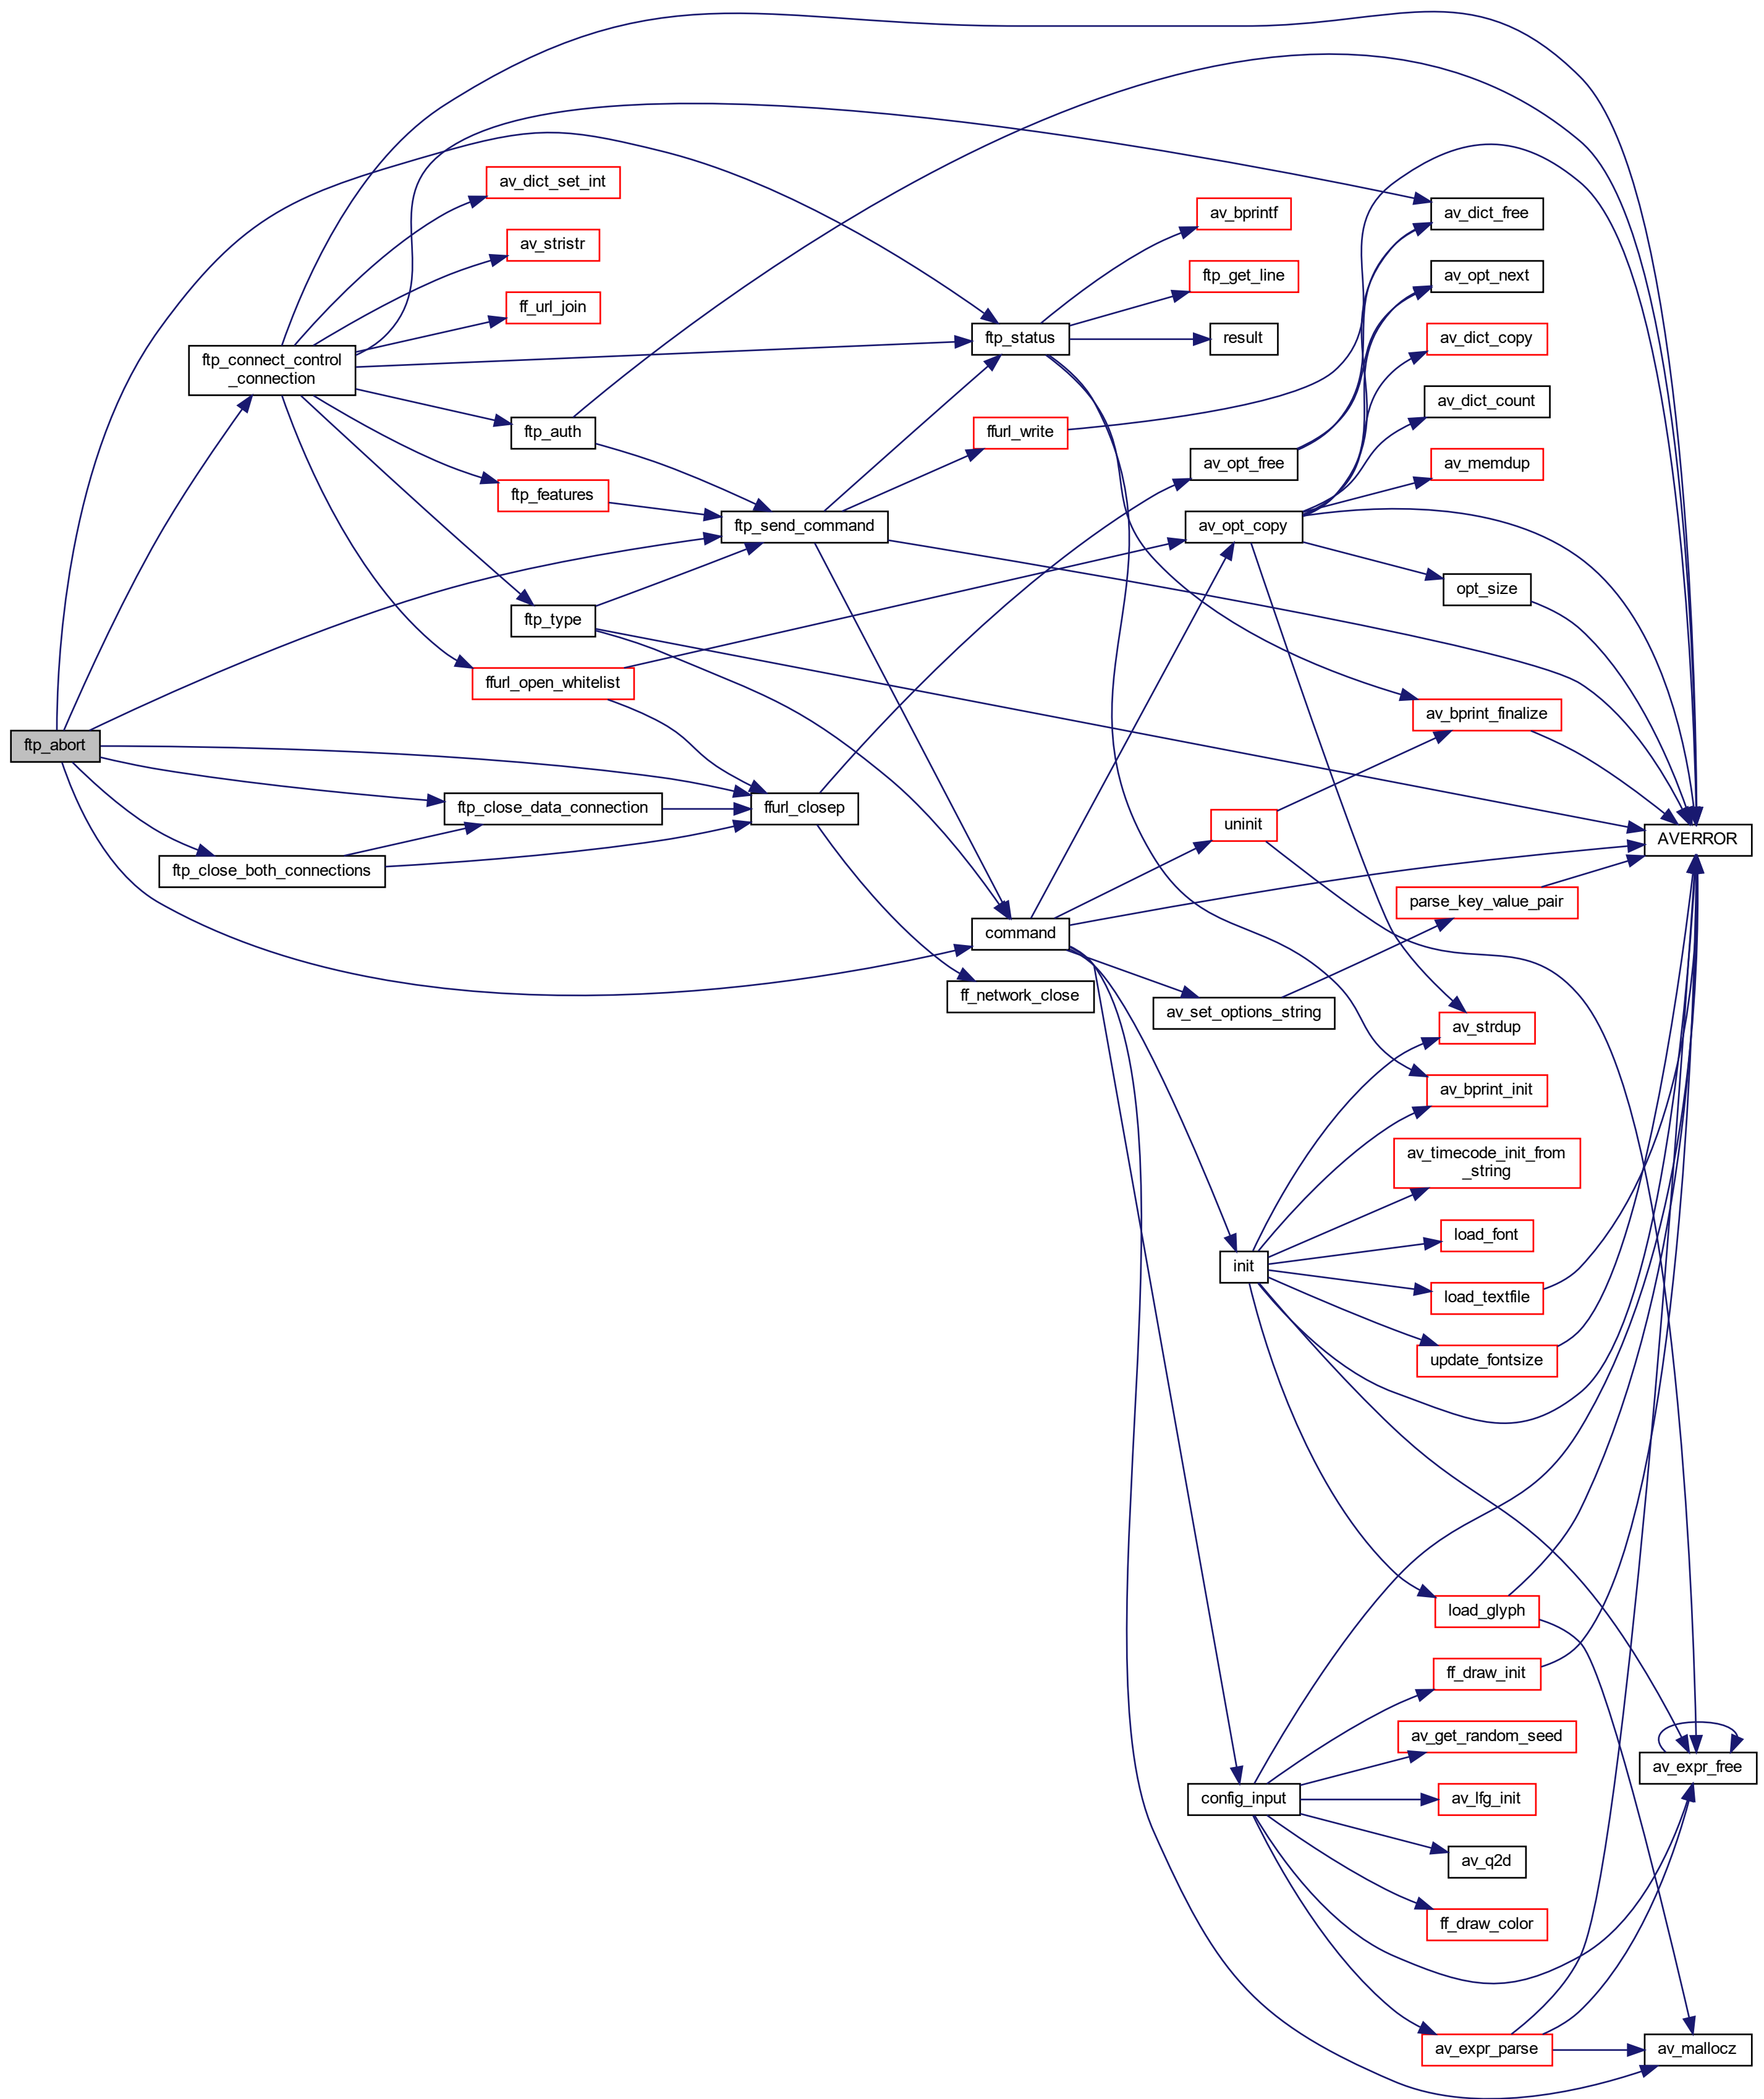 av_dict_set_int
av_stristr
ff_url_join
ftp_connect_control
_connection
ftp_auth
ftp_features
ftp_type
ffurl_open_whitelist
ftp_abort
ftp_close_data_connection
ftp_close_both_connections
ftp_send_command
ffurl_closep
ftp_status
ffurl_write
command
ff_network_close
av_bprintf
ftp_get_line
result
av_opt_free
av_opt_copy
uninit
av_set_options_string
init
config_input
av_dict_free
av_opt_next
av_dict_copy
av_dict_count
av_memdup
opt_size
av_bprint_finalize
parse_key_value_pair
av_strdup
av_bprint_init
av_timecode_init_from
_string
load_font
load_textfile
update_fontsize
load_glyph
ff_draw_init
av_get_random_seed
av_lfg_init
av_q2d
ff_draw_color
av_expr_parse
AVERROR
av_expr_free
av_mallocz